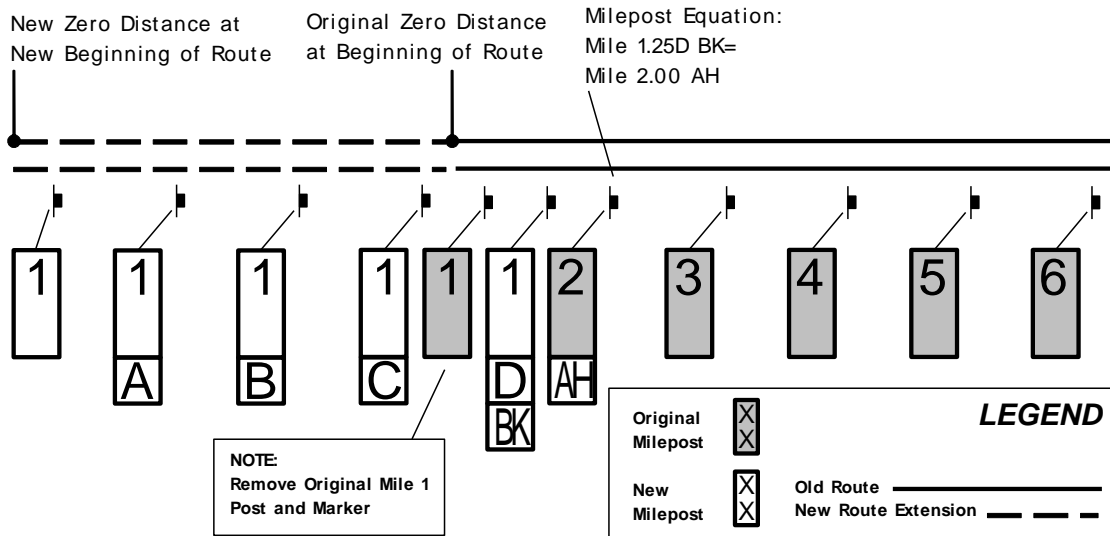 New Zero Distance at
New Beginning of Route
Original Zero Distance
at Beginning of Route
Milepost Equation:
Mile 1.25D BK=
Mile 2.00 AH
1
1
A
1
B
1
C
1
1
D
BK
2
AH
3
4
5
6
NOTE:
Remove Original Mile 1
Post and Marker
LEGEND
Original
Milepost
X
X
New
Milepost
X
X
Old Route
New Route Extension